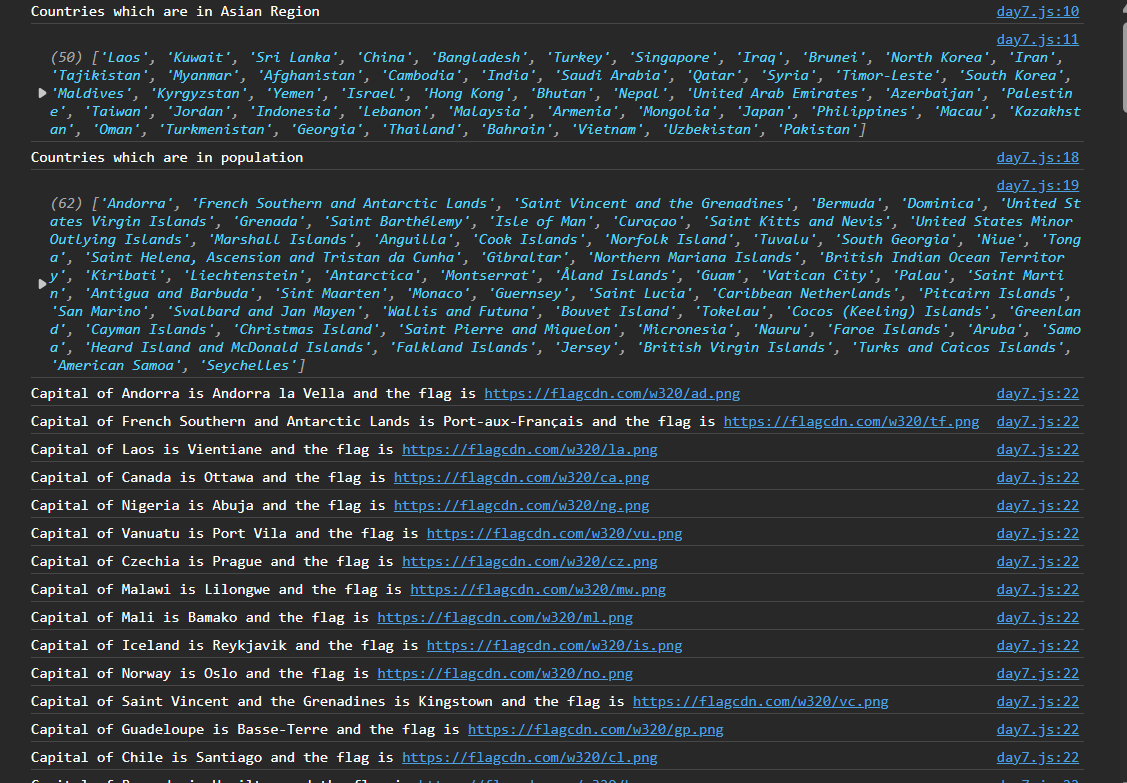 Countries which are in Asian Region day7.js:10
day7.js:11
(50) ['Laos', 'Kuwait', 'Sri Lanka', 'China', 'Bangladesh', 'Turkey', 'Singapore', 'Iraq', 'Brunei', 'North Korea', 'Iran',
'Tajikistan', 'Myanmar', 'Afghanistan', 'Cambodia', 'India', 'Saudi Arabia', 'Qatar', 'Syria', 'Timor-Leste', 'South Korea',
'Maldives', 'Kyrgyzstan', 'Yemen', 'Israel', 'Hong Kong', 'Bhutan', 'Nepal', 'United Arab Emirates', 'Azerbaijan', 'Palestin
e', 'Taiwan', 'Jordan', 'Indonesia', 'Lebanon', 'Malaysia', 'Armenia', 'Mongolia', 'Japan', 'Philippines', 'Macau', 'Kazakhst
an', 'Oman', 'Turkmenistan', 'Georgia', 'Thailand', 'Bahrain', 'Vietnam', 'Uzbekistan', 'Pakistan']
Countries which are in population day7.js:18
day7.js:19
(62) ['Andorra', 'French Southern and Antarctic Lands', 'Saint Vincent and the Grenadines', 'Bermuda', 'Dominica', 'United St
ates Virgin Islands', 'Grenada', 'Saint Barthélemy', 'Isle of Man', 'Curaçao', 'Saint Kitts and Nevis', 'United States Minor
Outlying Islands', 'Marshall Islands', 'Anguilla', 'Cook Islands', 'Norfolk Island', 'Tuvalu', 'South Georgia', 'Niue', 'Tong
a', 'Saint Helena, Ascension and Tristan da Cunha', 'Gibraltar', 'Northern Mariana Islands', 'British Indian Ocean Territor
y', 'Kiribati', 'Liechtenstein', 'Antarctica', 'Montserrat', 'Åland Islands', 'Guam', 'Vatican City', 'Palau', 'Saint Marti
n', 'Antigua and Barbuda', 'Sint Maarten', 'Monaco', 'Guernsey', 'Saint Lucia', 'Caribbean Netherlands', 'Pitcairn Islands',
'San Marino', 'Svalbard and Jan Mayen', 'Wallis and Futuna', 'Bouvet Island', 'Tokelau', 'Cocos (Keeling) Islands', 'Greenlan
d', 'Cayman Islands', 'Christmas Island', 'Saint Pierre and Miquelon', 'Micronesia', 'Nauru', 'Faroe Islands', 'Aruba', 'Samo
a', 'Heard Island and McDonald Islands', 'Falkland Islands', 'Jersey', 'British Virgin Islands', 'Turks and Caicos Islands',
'American Samoa', 'Seychelles']
Capital of Andorra is Andorra la Vella and the flag is https://flagcdn.com/w320/ad.png day7.js:22
Capital of French Southern and Antarctic Lands is Port-aux-Français and the flag is https://flagcdn.com/w320/tf.png day7.js:22
Capital of Laos is Vientiane and the flag is https://flagcdn.com/w320/la.png day7.js:22
Capital of Canada is Ottawa and the flag is https://flagcdn.com/w320/ca.png day7.js:22
Capital of Nigeria is Abuja and the flag is https://flagcdn.com/w320/ng.png day7.js:22
Capital of Vanuatu is Port Vila and the flag is https://flagcdn.com/w320/vu.png day7.js:22
Capital of Czechia is Prague and the flag is https://flagcdn.com/w320/cz.png day7.js:22
Capital of Malawi is Lilongwe and the flag is https://flagcdn.com/w320/mw.png day7.js:22
Capital of Mali is Bamako and the flag is https://flagcdn.com/w320/ml.png day7.js:22
Capital of Iceland is Reykjavik and the flag is https://flagcdn.com/w320/is.png day7.js:22
Capital of Norway is Oslo and the flag is https://flagcdn.com/w320/no.png day7.js:22
Capital of Saint Vincent and the Grenadines is Kingstown and the flag is https://flagcdn.com/w320/vc.png day7.js:22
Capital of Guadeloupe is Basse-Terre and the flag is https://flagcdn.com/w320/gp.png day7.js:22
Capital of Chile is Santiago and the flag is https://flagcdn.com/w320/cl.png day7.js:22